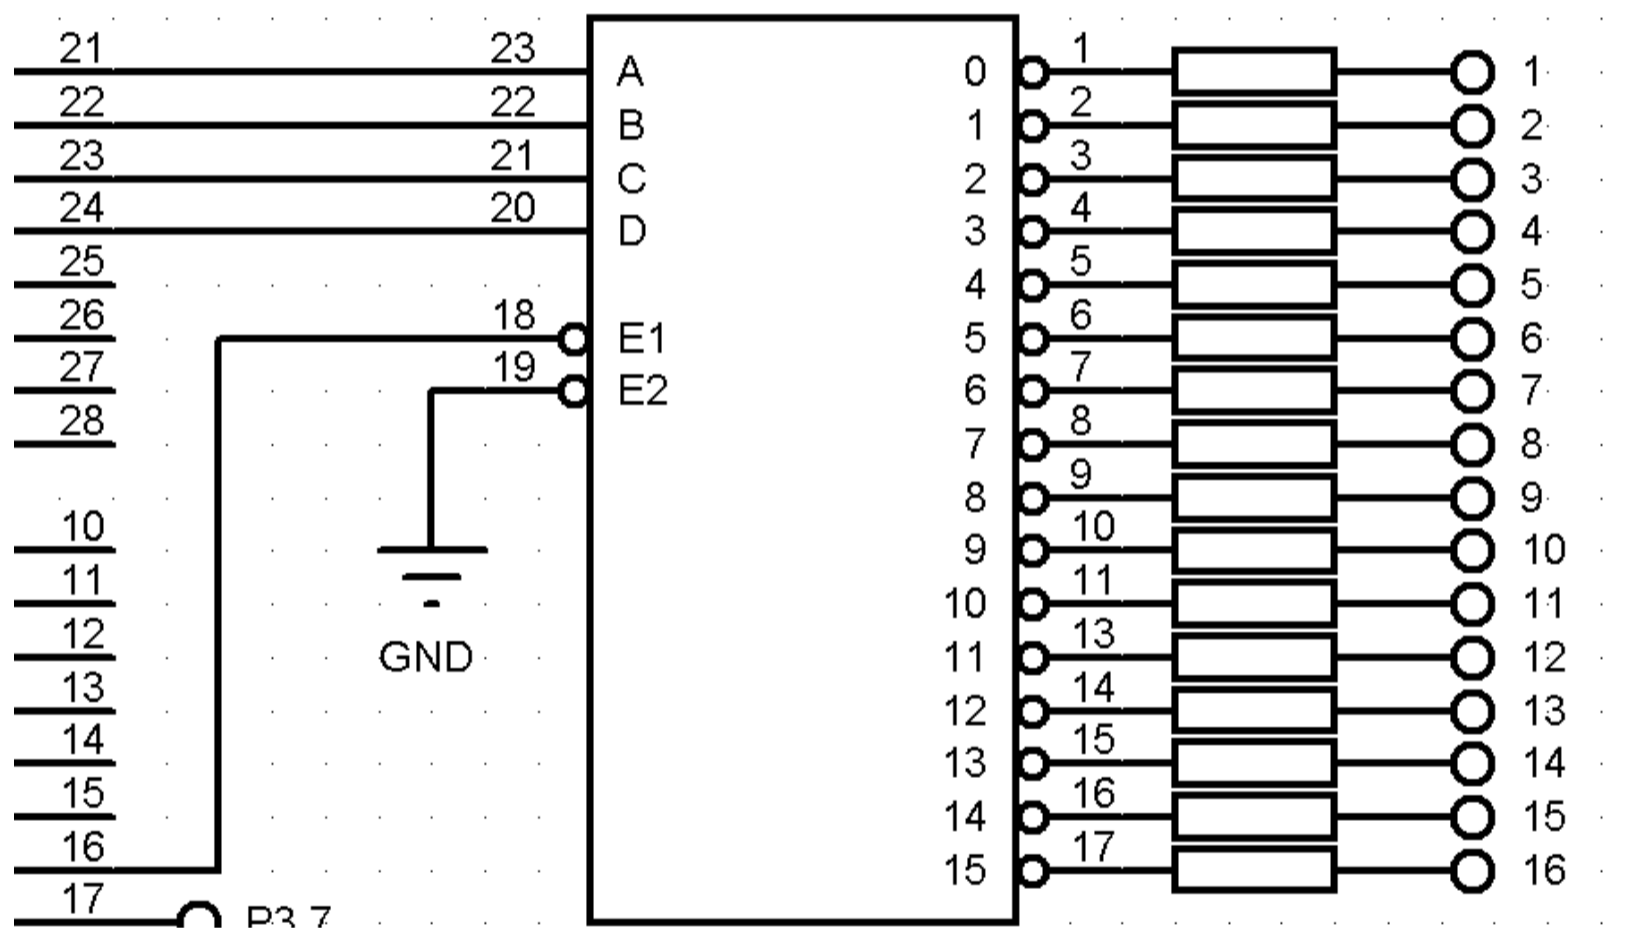 21 23 A 0 1 1
22 22 B 1 2 2
23 21 C 2 3 3
24 20 D 3 4 4
25 4 5 5
26 18 E1 5 6 6
27 19 E2 6 7 7
28 7 8 8
8 9 9
10 9 10 10
11 10 11 11
12 GND 11 13 12
13 12 14 13
14 13 15 14
15 14 16 15
16 15 17 16
17 P3.7